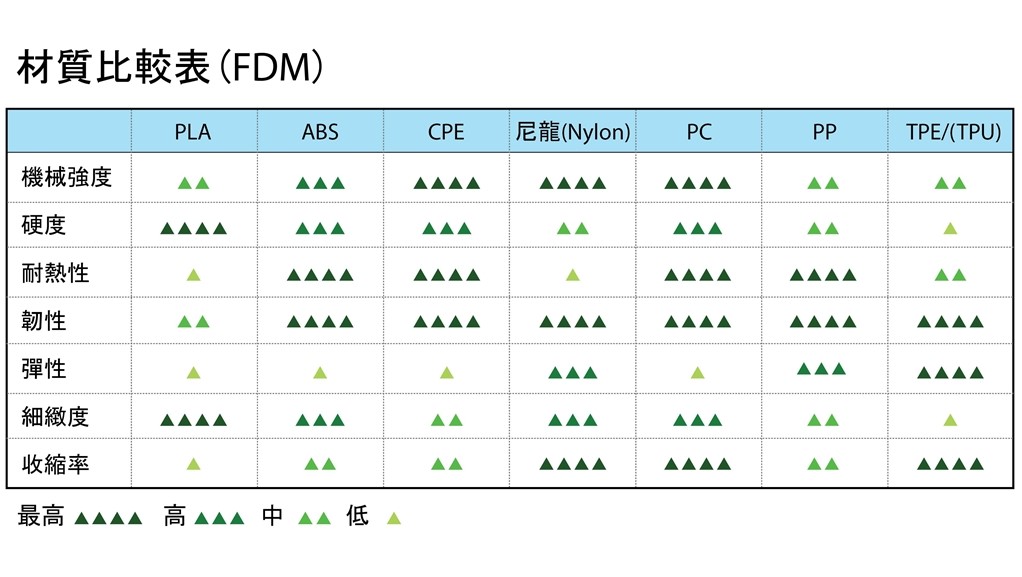 材質比較表(FDM)
PLA ABS CPE 尼龍(Nylon) PC PP TPE/(TPU)
機械強度 ▲▲ ▲▲▲ ▲▲▲▲ ▲▲▲▲ ▲▲▲▲ ▲▲ ▲▲
硬度 ▲▲▲▲ ▲▲▲ ▲▲▲ ▲▲ ▲▲▲ ▲▲ ▲
耐熱性 ▲ ▲▲▲▲ ▲▲▲▲ ▲ ▲▲▲▲ ▲▲▲▲ ▲▲
韌性 ▲▲ ▲▲▲▲ ▲▲▲▲ ▲▲▲▲ ▲▲▲▲ ▲▲▲▲ ▲▲▲▲
彈性 ▲ ▲ ▲ ▲▲▲ ▲ ▲▲▲ ▲▲▲▲
細緻度 ▲▲▲▲ ▲▲▲ ▲▲ ▲▲▲ ▲▲▲ ▲▲ ▲
收縮率 ▲ ▲▲ ▲▲ ▲▲▲▲ ▲▲▲▲ ▲▲ ▲▲▲▲
最高 ▲▲▲▲ 高 ▲▲▲ 中 ▲▲ 低 ▲